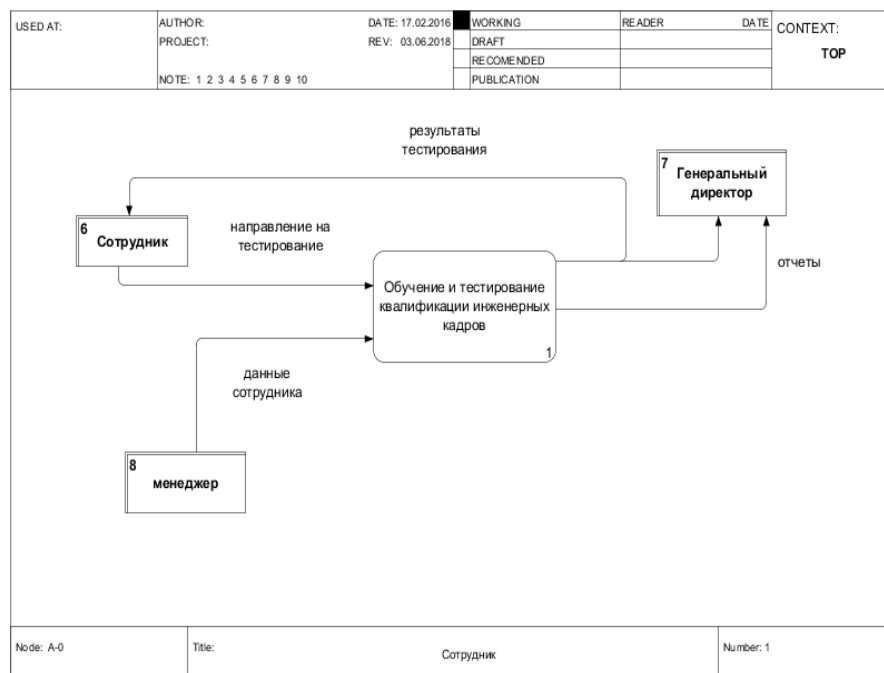 USED AT:
AUTHOR:
DATE: 17.02.2016
WORKING
READER
DATE
CONTEXT:
PROJECT:
REV: 03.06.2018
DRAFT
TOP
RECOMENDED
NOTE: 1 2 3 4 5 6 7 8 9 10
PUBLICATION
результаты
тестирования
7
Генеральный
директор
6
Сотрудник
направление на
тестирование
отчеты
Обучение и тестирование
квалификации инженерных
кадров
1
данные
сотрудника
8
менеджер
Node: A-0
Title:
Сотрудник
Number: 1